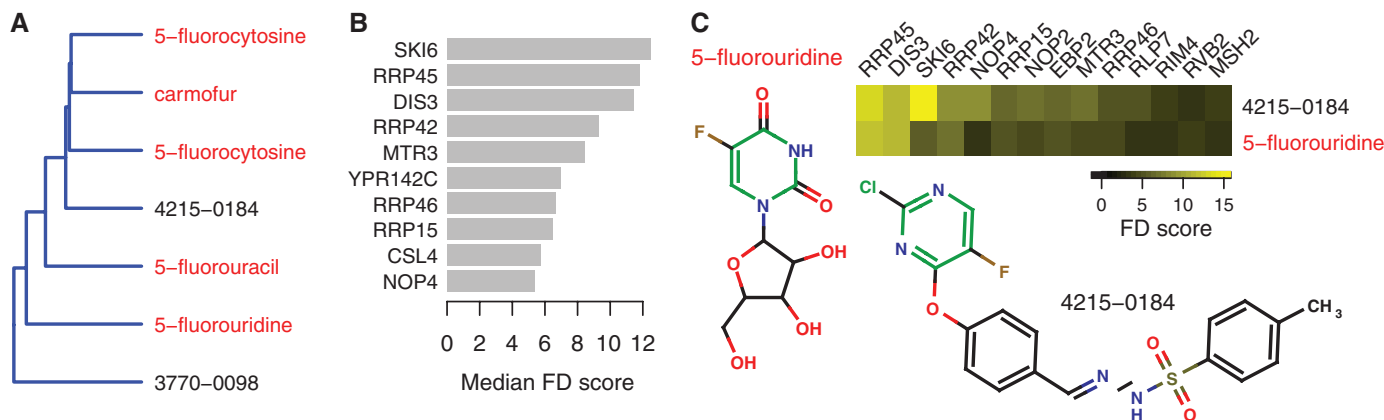 A
5−fluorocytosine
carmofur
5−fluorocytosine
4215−0184
5−fluorouracil
5−fluorouridine
3770−0098
B
SKI6
RRP45
DIS3
RRP42
MTR3
YPR142C
RRP46
RRP15
CSL4
NOP4
0 2 4 6 8 10 12
Median FD score
C
5−fluorouridine
RRP45 DIS3 SKI6 RRP42 NOP4 RRP15 NOP2 EBP2 MTR3 RRP46 RLP7 RIM4 RVB2 MSH2
4215−0184
5−fluorouridine
0 5 10 15
FD score
O
F
NH
N
O
O
OH
OH
OH
Cl
N
N
F
O
4215−0184
N
N
H
O
S
O
CH3